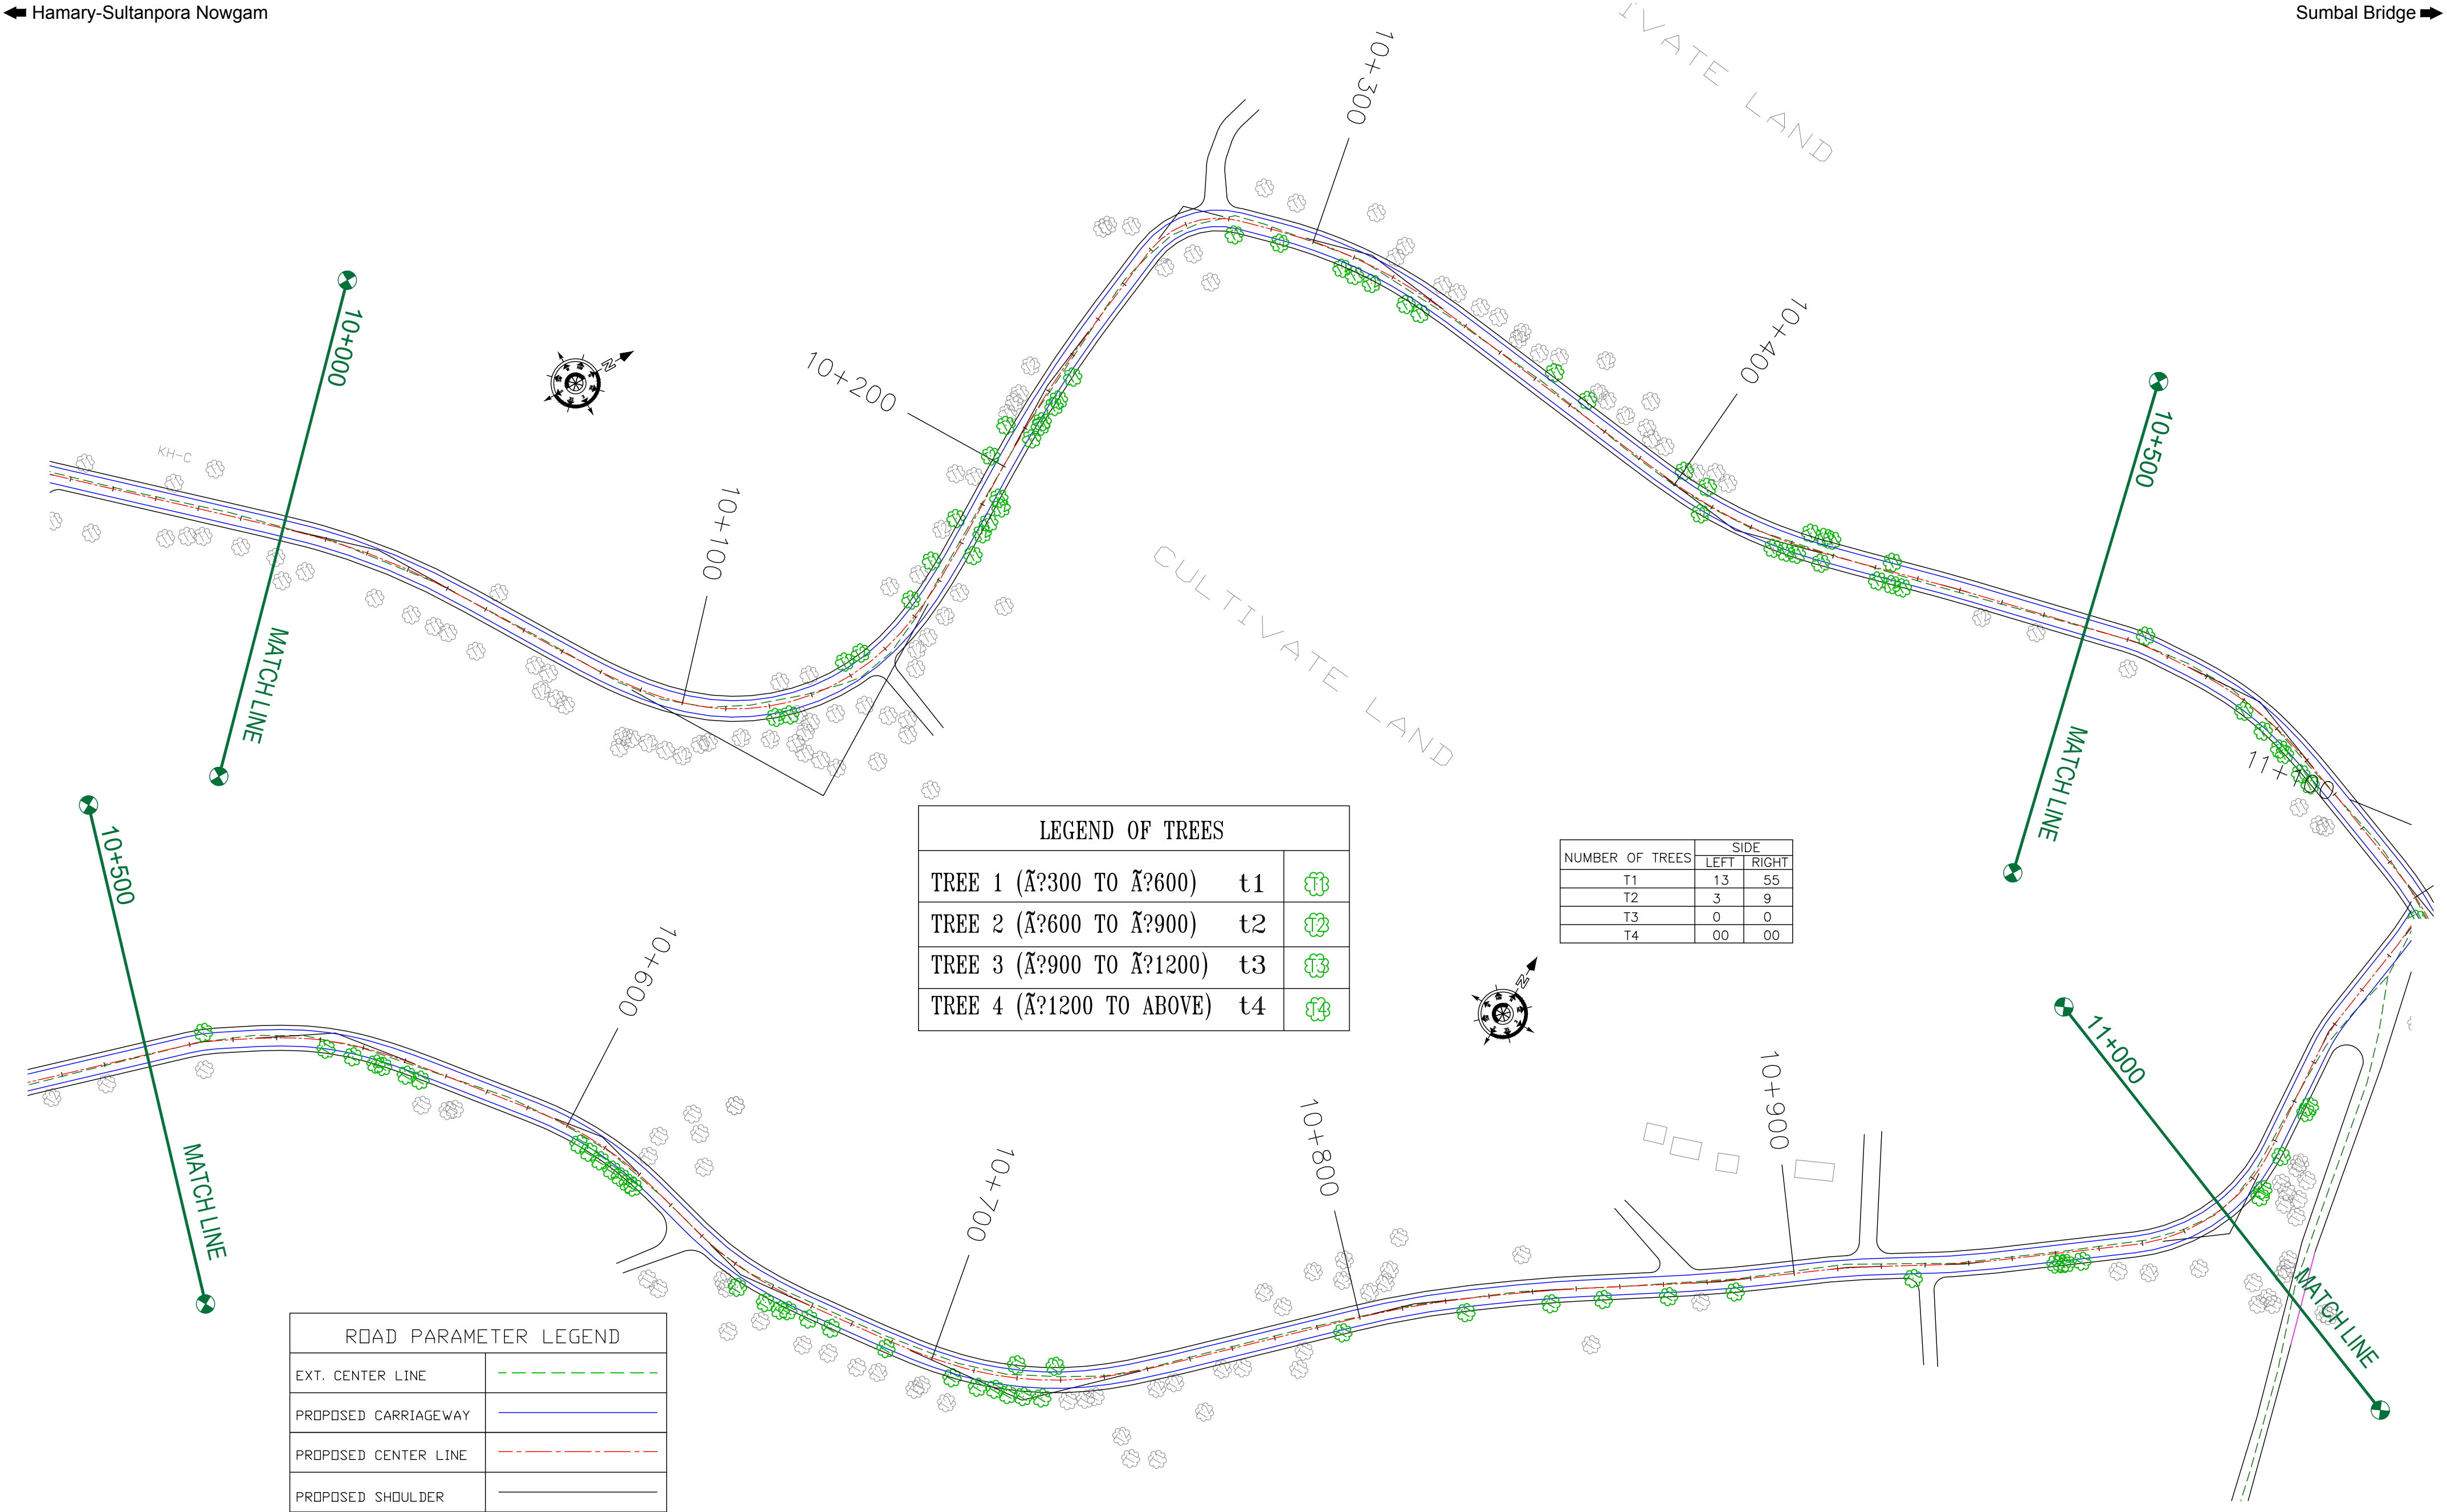 Hamary-Sultanpora Nowgam
Sumbal Bridge
IVATE LAND
10+300
10+000
10+200
10+400
10+500
N
KH-C
10+100
CULTIVATE LAND
MATCH LINE
MATCH LINE
10+500
LEGEND OF TREES
TREE 1 (Ã?300 TO Ã?600) t1 T1
TREE 2 (Ã?600 TO Ã?900) t2 T2
TREE 3 (Ã?900 TO Ã?1200) t3 T3
TREE 4 (Ã?1200 TO ABOVE) t4 T4
NUMBER OF TREES SIDE
LEFT RIGHT
T1 13 55
T2 3 9
T3 0 0
T4 00 00
10+600
N
11+000
10+900
10+800
10+700
MATCH LINE
MATCH LINE
ROAD PARAMETER LEGEND
EXT. CENTER LINE
PROPOSED CARRIAGEWAY
PROPOSED CENTER LINE
PROPOSED SHOULDER